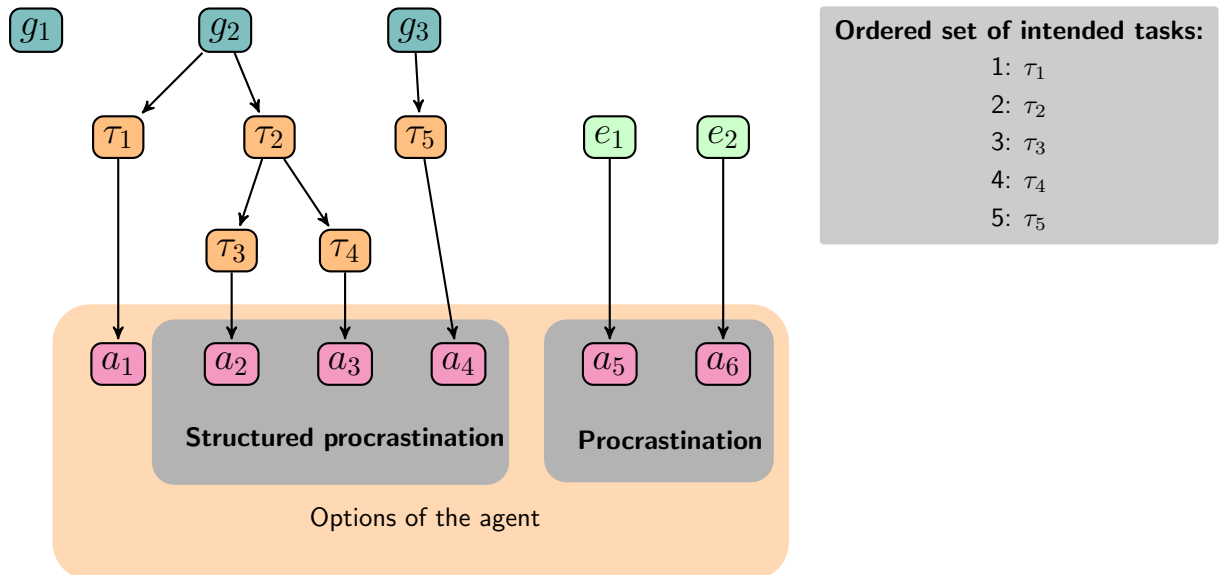 g₁ g₂ g₃
Ordered set of intended tasks:
1: τ₁
2: τ₂
3: τ₃
4: τ₄
5: τ₅
τ₁ τ₂ τ₅ e₁ e₂
τ₃ τ₄
a₁ a₂ a₃ a₄ a₅ a₆
Structured procrastination
Procrastination
Options of the agent